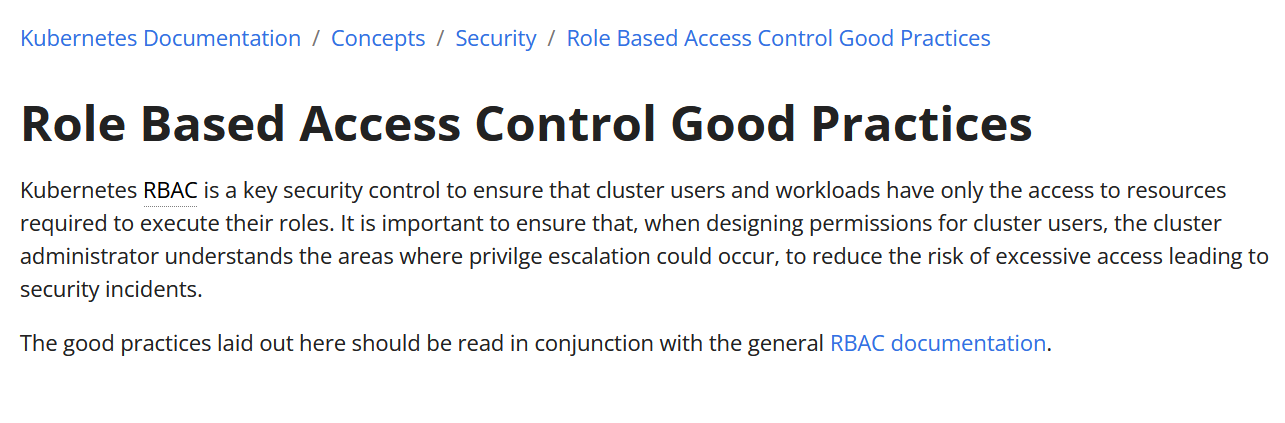 Kubernetes Documentation / Concepts / Security / Role Based Access Control Good Practices
Role Based Access Control Good Practices
Kubernetes RBAC is a key security control to ensure that cluster users and workloads have only the access to resources
required to execute their roles. It is important to ensure that, when designing permissions for cluster users, the cluster
administrator understands the areas where privilge escalation could occur, to reduce the risk of excessive access leading to
security incidents.
The good practices laid out here should be read in conjunction with the general RBAC documentation.